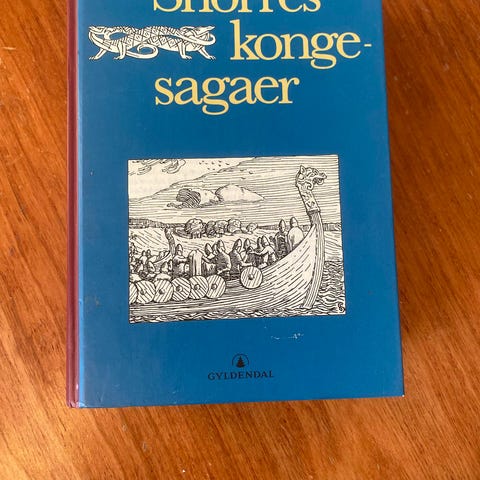 Snorres
konge-
sagaer
GYLDENDAL